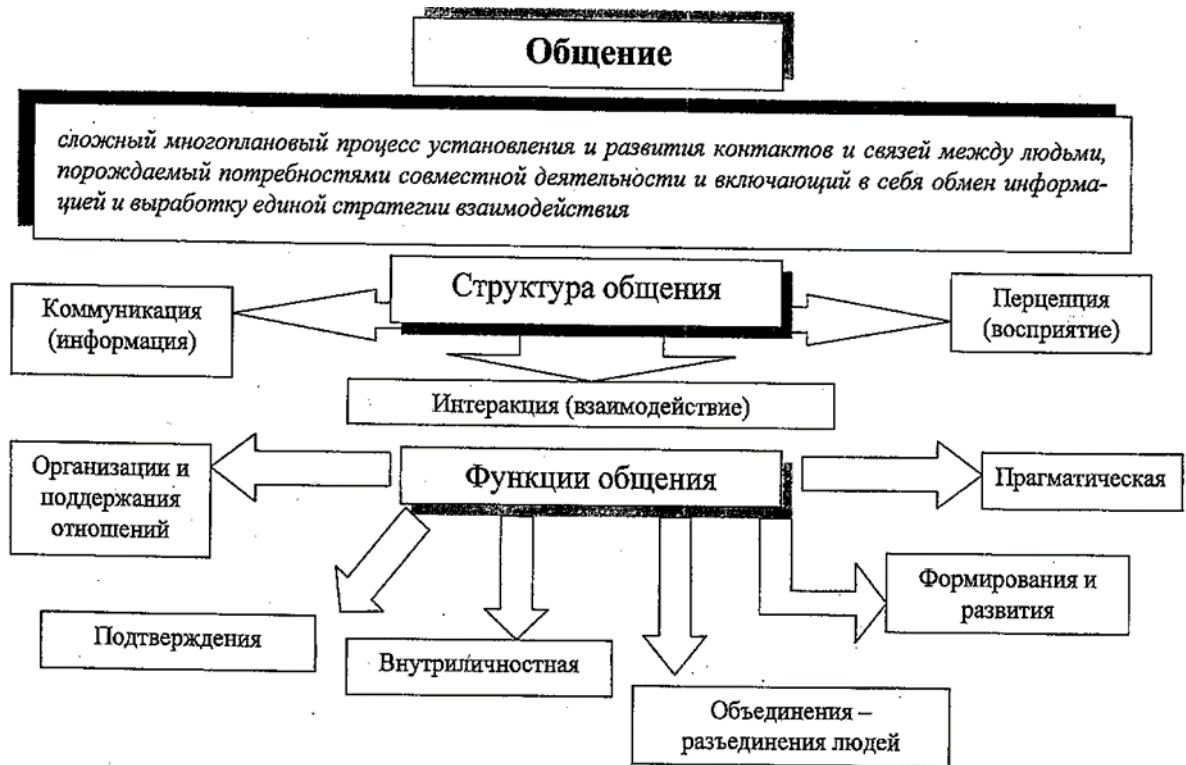 Общение
сложный многоплановый процесс установления и развития контактов и связей между людьми,
порождаемый потребностями совместной деятельности и включающий в себя обмен информа-
цией и выработку единой стратегии взаимодействия
Структура общения
Коммуникация
(информация)
Перцепция
(восприятие)
Интеракция (взаимодействие)
Функции общения
Организации и
поддержания
отношений
Прагматическая
Формирования и
развития
Подтверждения
Внутриличностная
Объединения –
разъединения людей